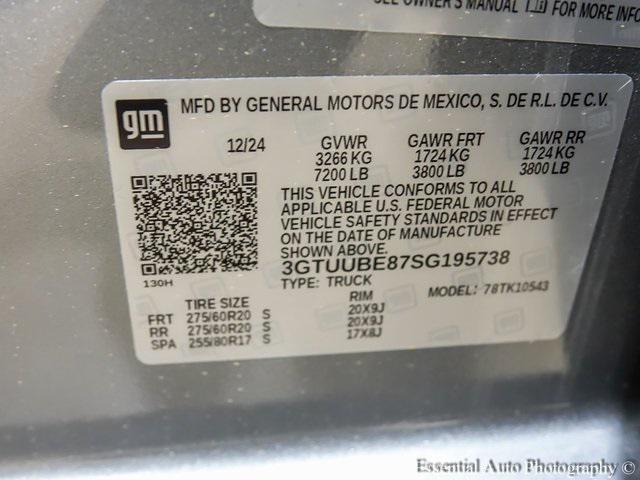 SEE OWNER'S MANUAL FOR MORE INFO
gm
MFD BY GENERAL MOTORS DE MEXICO, S. DE R.L. DE C.V.
12/24 GVWR GAWR FRT GAWR RR
3266 KG 1724 KG 1724 KG
7200 LB 3800 LB 3800 LB
THIS VEHICLE CONFORMS TO ALL
APPLICABLE U.S. FEDERAL MOTOR
VEHICLE SAFETY STANDARDS IN EFFECT
ON THE DATE OF MANUFACTURE
SHOWN ABOVE.
3GTUUBE87SG195738
130H
TYPE: TRUCK MODEL: 78TK10543
TIRE SIZE RIM
FRT 275/60R20 S 20X9J
RR 275/60R20 S 20X9J
SPA 255/80R17 S 17X8J
Essential Auto Photography ©